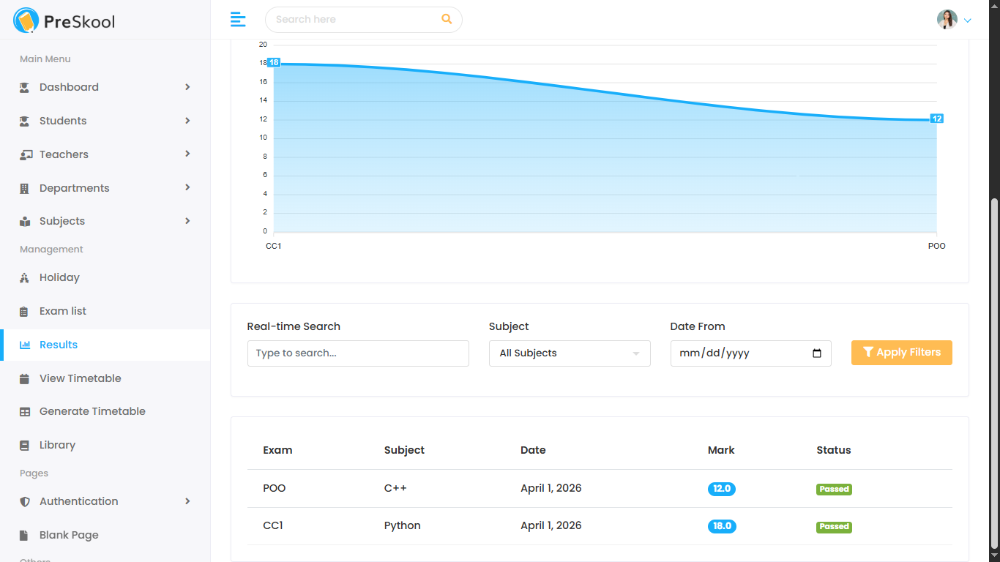 PreSkool
Search here
Main Menu
Dashboard
Students
Teachers
Departments
Subjects
Management
Holiday
Exam list
Results
View Timetable
Generate Timetable
Library
Pages
Authentication
Blank Page
Others
20
18
16
14
12
10
8
6
4
2
0
18
12
CC1 POO
Real-time Search Subject Date From
Type to search... All Subjects mm/dd/yyyy Apply Filters
Exam Subject Date Mark Status
POO C++ April 1, 2026 12.0 Passed
CC1 Python April 1, 2026 18.0 Passed